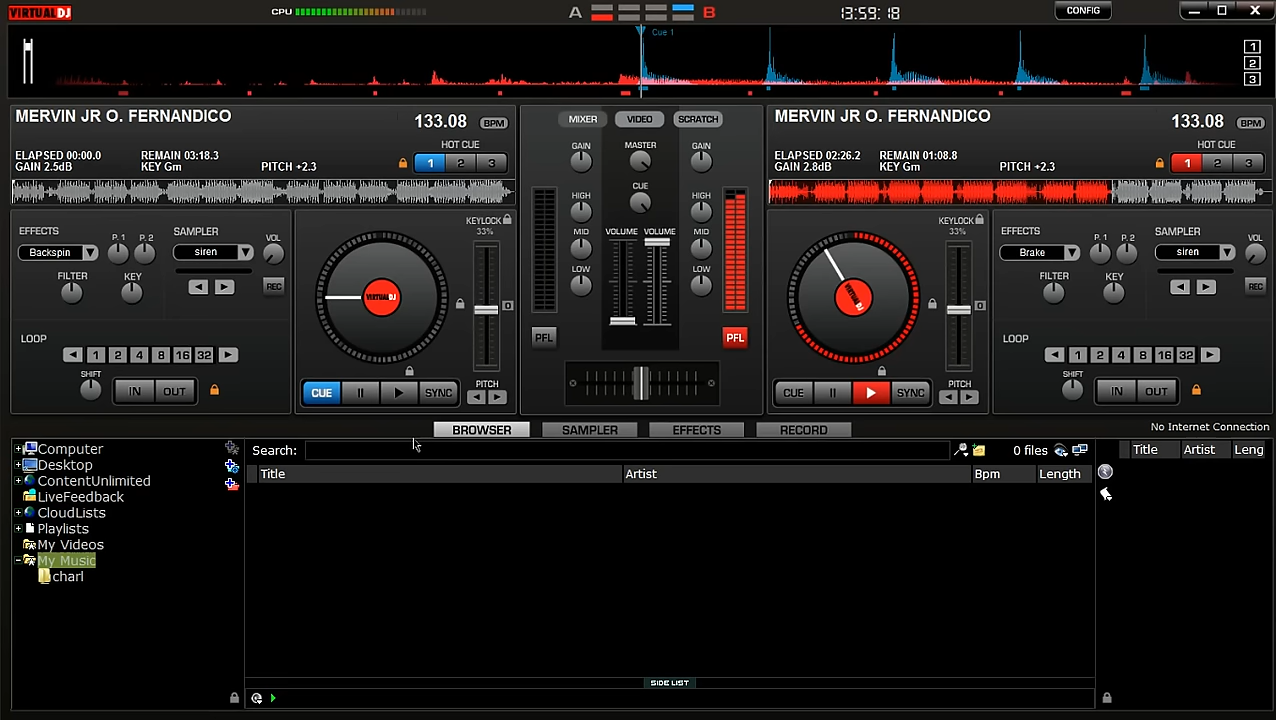 VIRTUAL DJ
CPU
A
B
13:59:18
CONFIG
Cue 1
1
2
3
MERVIN JR O. FERNANDICO
133.08 BPM
ELAPSED 00:00.0 REMAIN 03:18.3
GAIN 2.5dB KEY Gm PITCH +2.3
HOT CUE
1 2 3
MIXER VIDEO SCRATCH
GAIN MASTER GAIN
HIGH CUE HIGH
MID VOLUME VOLUME MID
LOW LOW
PFL PFL
MERVIN JR O. FERNANDICO
133.08 BPM
ELAPSED 02:26.2 REMAIN 01:08.8
GAIN 2.8dB KEY Gm PITCH +2.3
HOT CUE
1 2 3
EFFECTS P. 1 P. 2 SAMPLER VOL
Backspin siren
FILTER KEY REC
LOOP
1 2 4 8 16 32
SHIFT IN OUT
KEYLOCK
33%
VIRTUALDJ
0
CUE SYNC PITCH
KEYLOCK
33%
VIRTUALDJ
0
CUE SYNC PITCH
EFFECTS P. 1 P. 2 SAMPLER VOL
Brake siren
FILTER KEY REC
LOOP
1 2 4 8 16 32
SHIFT IN OUT
BROWSER SAMPLER EFFECTS RECORD
No Internet Connection
Computer
Desktop
ContentUnlimited
LiveFeedback
CloudLists
Playlists
My Videos
My Music
charl
Search: 0 files
Title Artist Bpm Length
SIDE LIST
Title Artist Leng